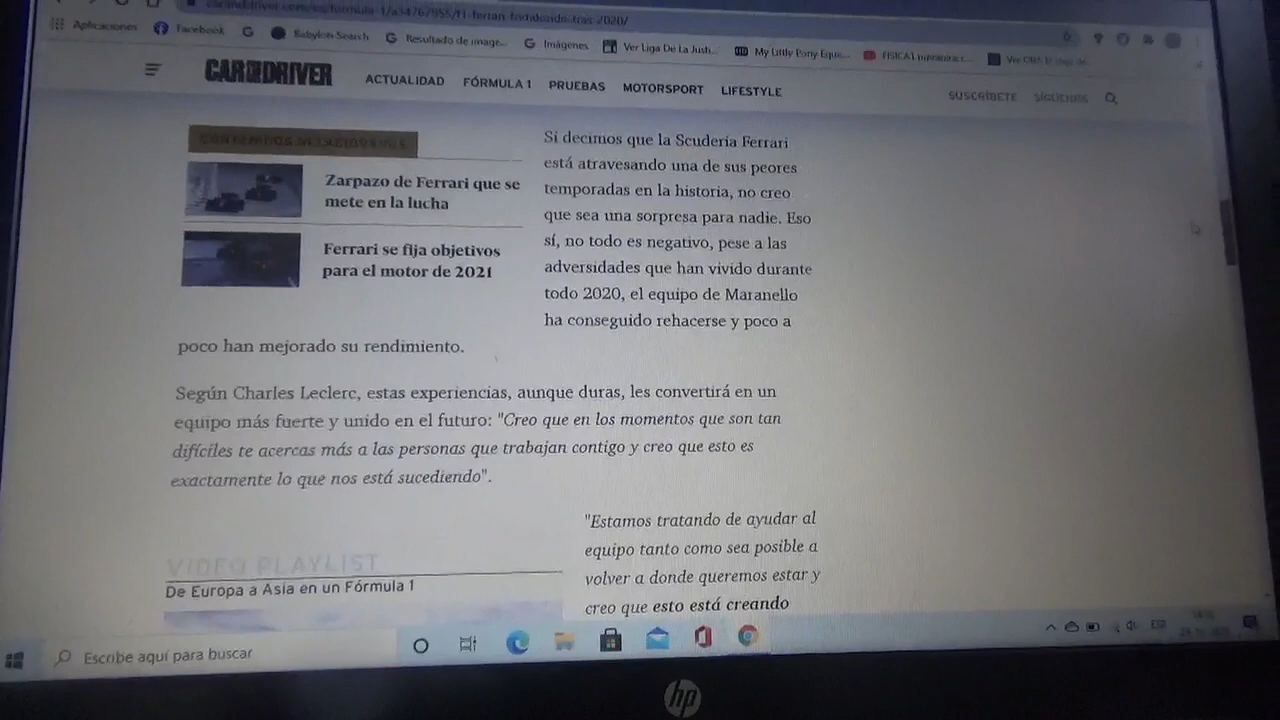 Aplicaciones
Facebook
Babylon Search
Resultado de image...
Imágenes
Ver Liga De La Just...
My Little Pony Eque...
CAR AND DRIVER
ACTUALIDAD
FÓRMULA 1
PRUEBAS
MOTORSPORT
LIFESTYLE
SUSCRÍBETE
SÍGUENOS
Zarpazo de Ferrari que se
mete en la lucha
Ferrari se fija objetivos
para el motor de 2021
Si decimos que la Scuderia Ferrari
está atravesando una de sus peores
temporadas en la historia, no creo
que sea una sorpresa para nadie. Eso
sí, no todo es negativo, pese a las
adversidades que han vivido durante
todo 2020, el equipo de Maranello
ha conseguido rehacerse y poco a
poco han mejorado su rendimiento.
Según Charles Leclerc, estas experiencias, aunque duras, les convertirá en un
equipo más fuerte y unido en el futuro: "Creo que en los momentos que son tan
difíciles te acercas más a las personas que trabajan contigo y creo que esto es
exactamente lo que nos está sucediendo".
VIDEO PLAYLIST
De Europa a Asia en un Fórmula 1
"Estamos tratando de ayudar al
equipo tanto como sea posible a
volver a donde queremos estar y
creo que esto está creando
Escribe aquí para buscar
hp